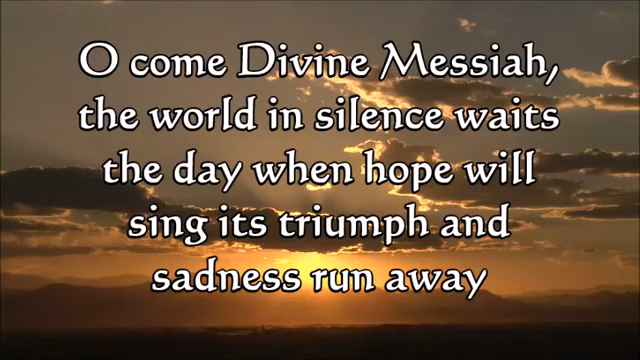 O come Divine Messiah,
the world in silence waits
the day when hope will
sing its triumph and
sadness run away